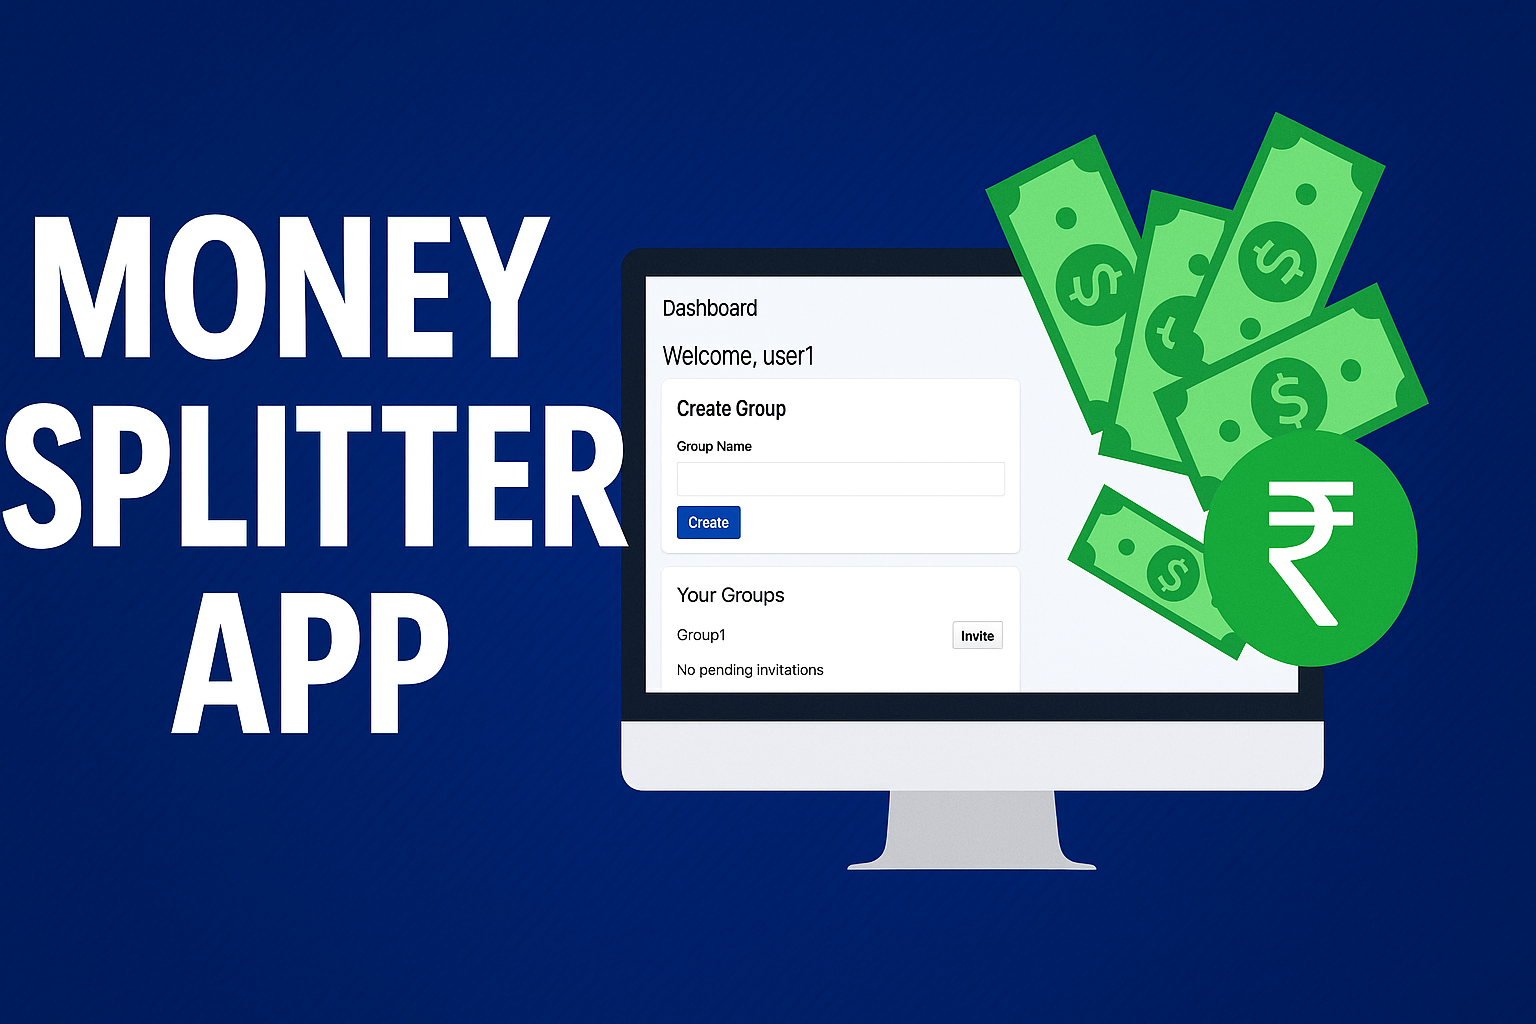 MONEY
SPLITTER
APP
Dashboard
Welcome, user1
Create Group
Group Name
Create
Your Groups
Group1
Invite
No pending invitations
$
$
$
$
₹